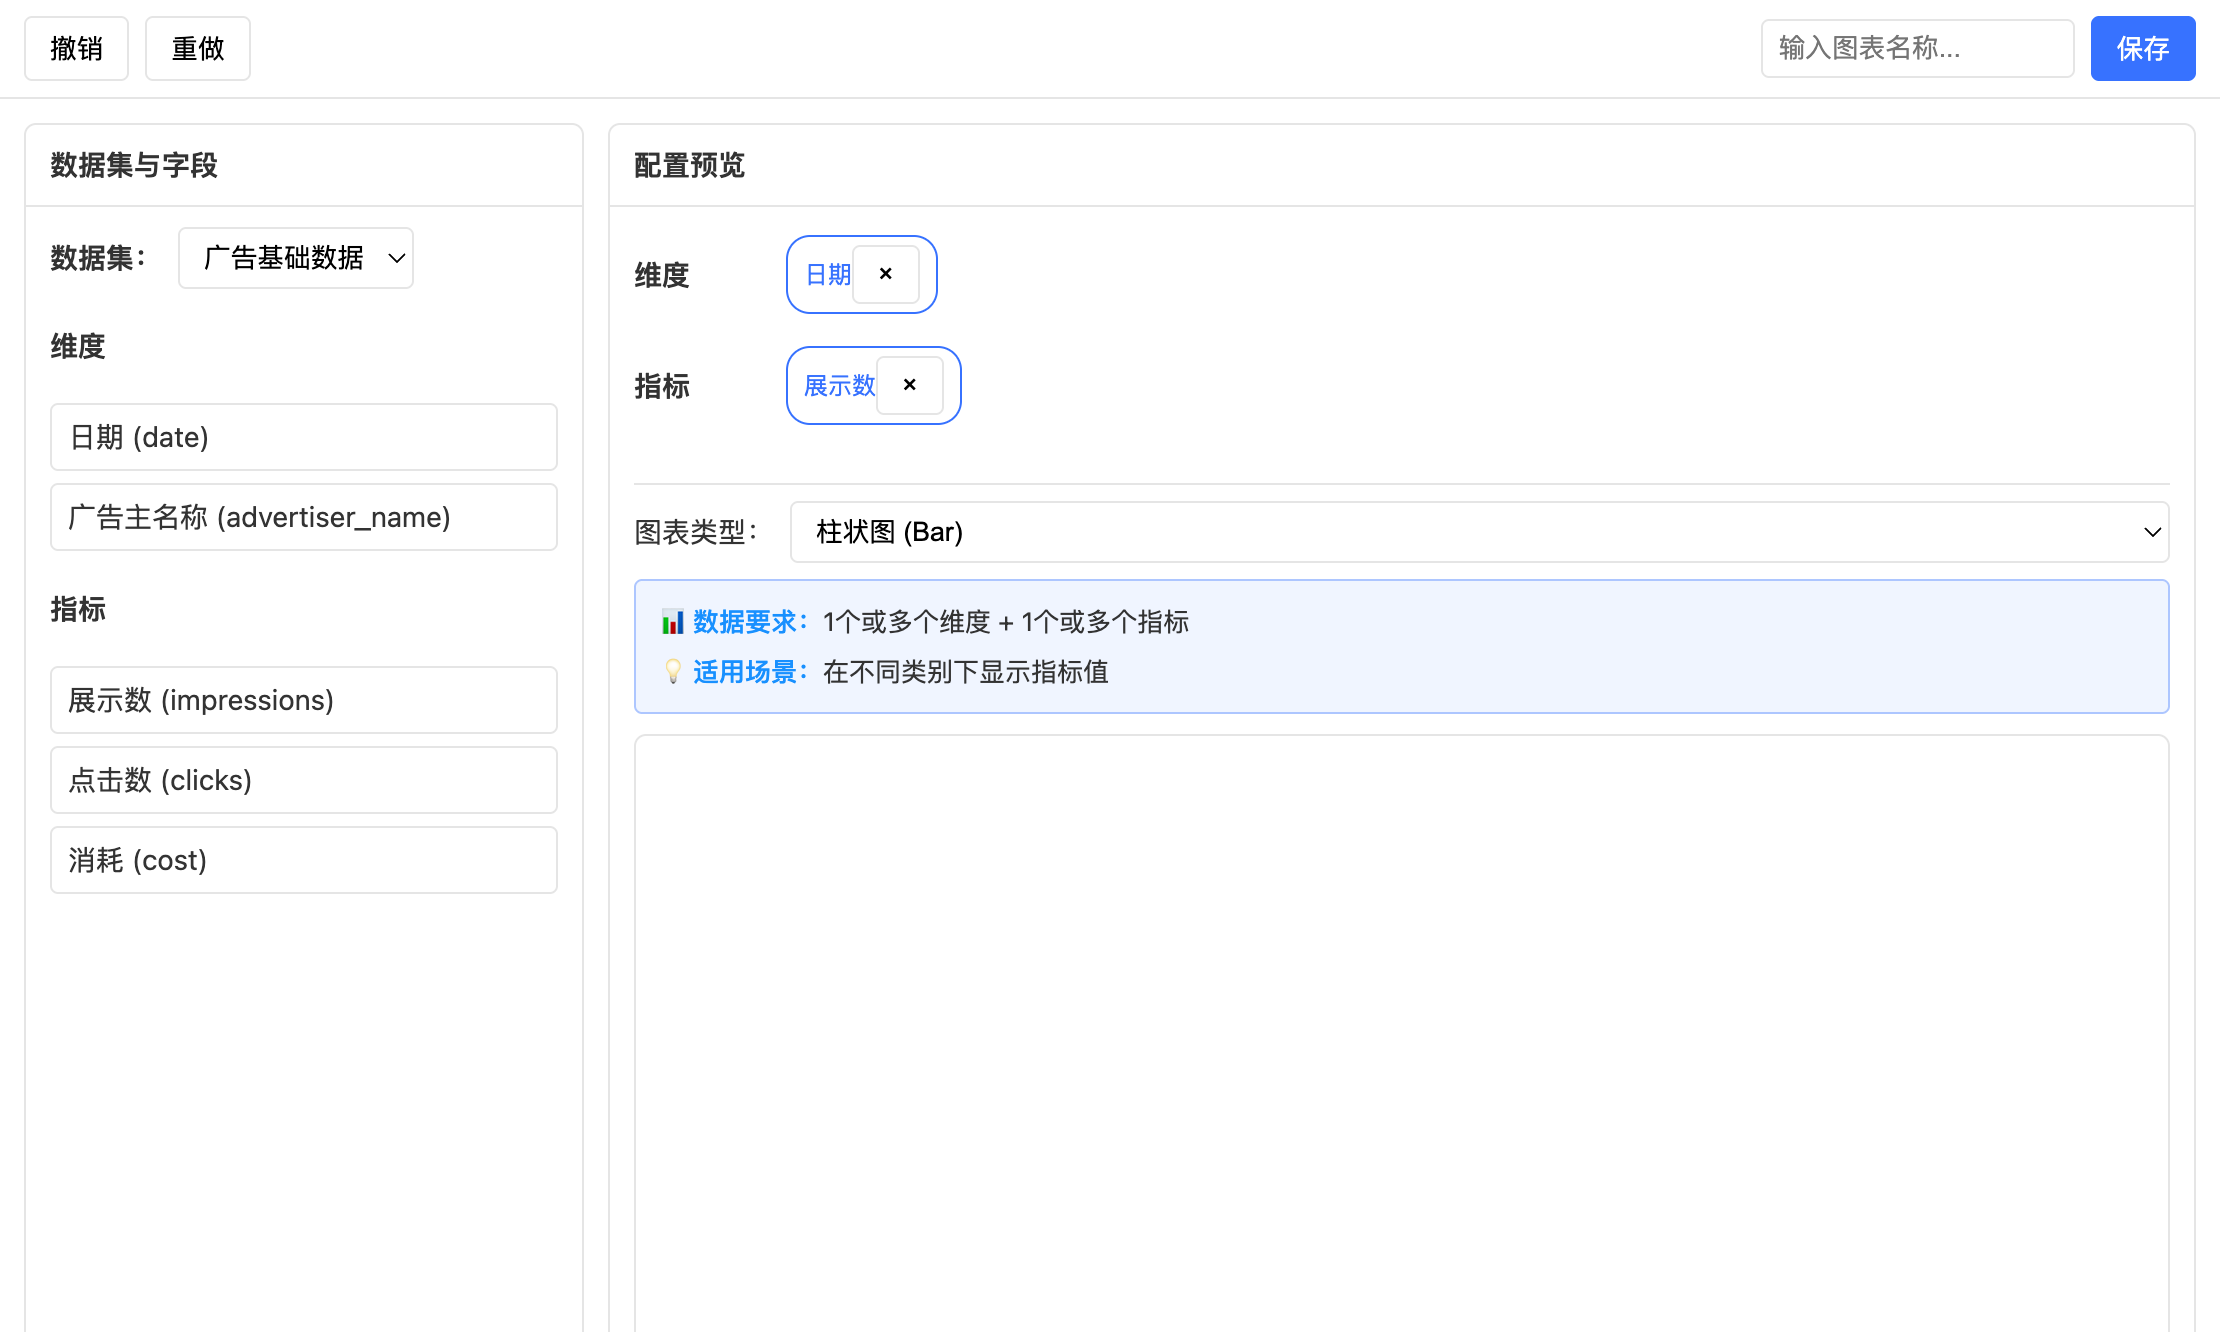 撤销
重做
输入图表名称...
保存
数据集与字段
数据集：
广告基础数据
维度
日期 (date)
广告主名称 (advertiser_name)
指标
展示数 (impressions)
点击数 (clicks)
消耗 (cost)
配置预览
维度
日期 ×
指标
展示数 ×
图表类型：
柱状图 (Bar)
📊 数据要求：1个或多个维度 + 1个或多个指标
💡 适用场景：在不同类别下显示指标值